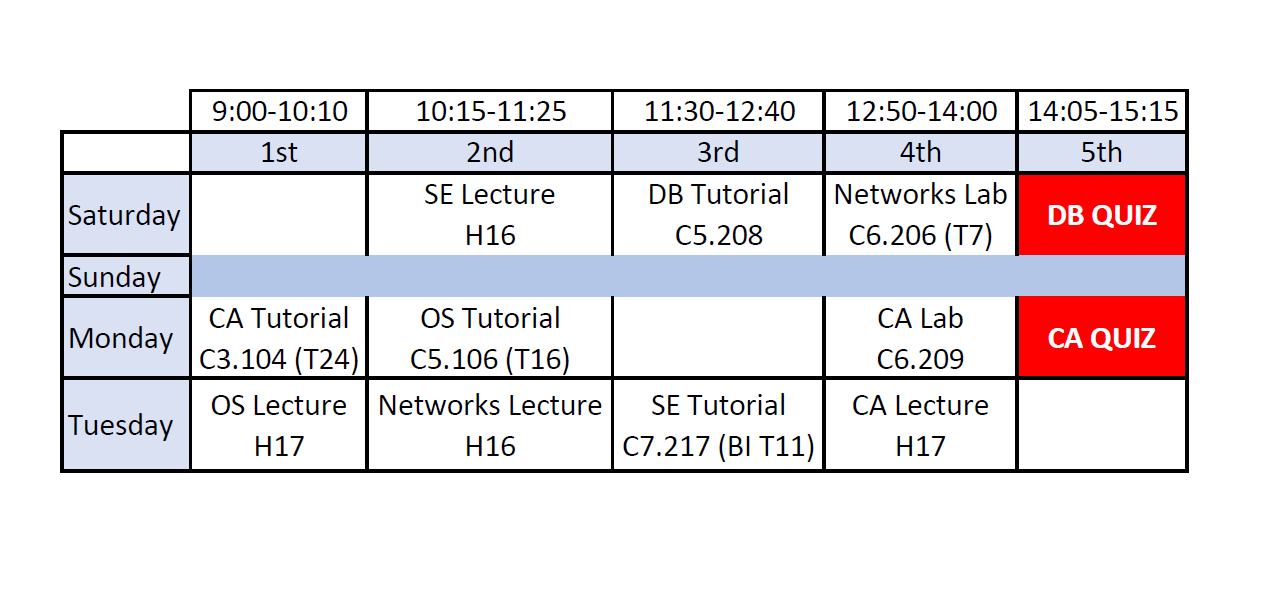 9:00-10:10 10:15-11:25 11:30-12:40 12:50-14:00 14:05-15:15
1st 2nd 3rd 4th 5th
Saturday
SE Lecture
H16
DB Tutorial
C5.208
Networks Lab
C6.206 (T7)
DB QUIZ
Sunday
Monday
CA Tutorial
C3.104 (T24)
OS Tutorial
C5.106 (T16)
CA Lab
C6.209
CA QUIZ
Tuesday
OS Lecture
H17
Networks Lecture
H16
SE Tutorial
C7.217 (BI T11)
CA Lecture
H17